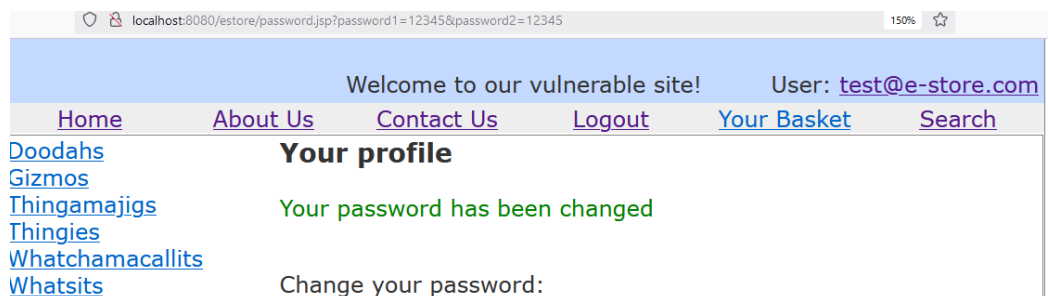 localhost:8080/estore/password.jsp?password1=12345&password2=12345 150%
Welcome to our vulnerable site! User: test@e-store.com
Home About Us Contact Us Logout Your Basket Search
Doodahs
Gizmos
Thingamajigs
Thingies
Whatchamacallits
Whatsits
Your profile
Your password has been changed
Change your password: